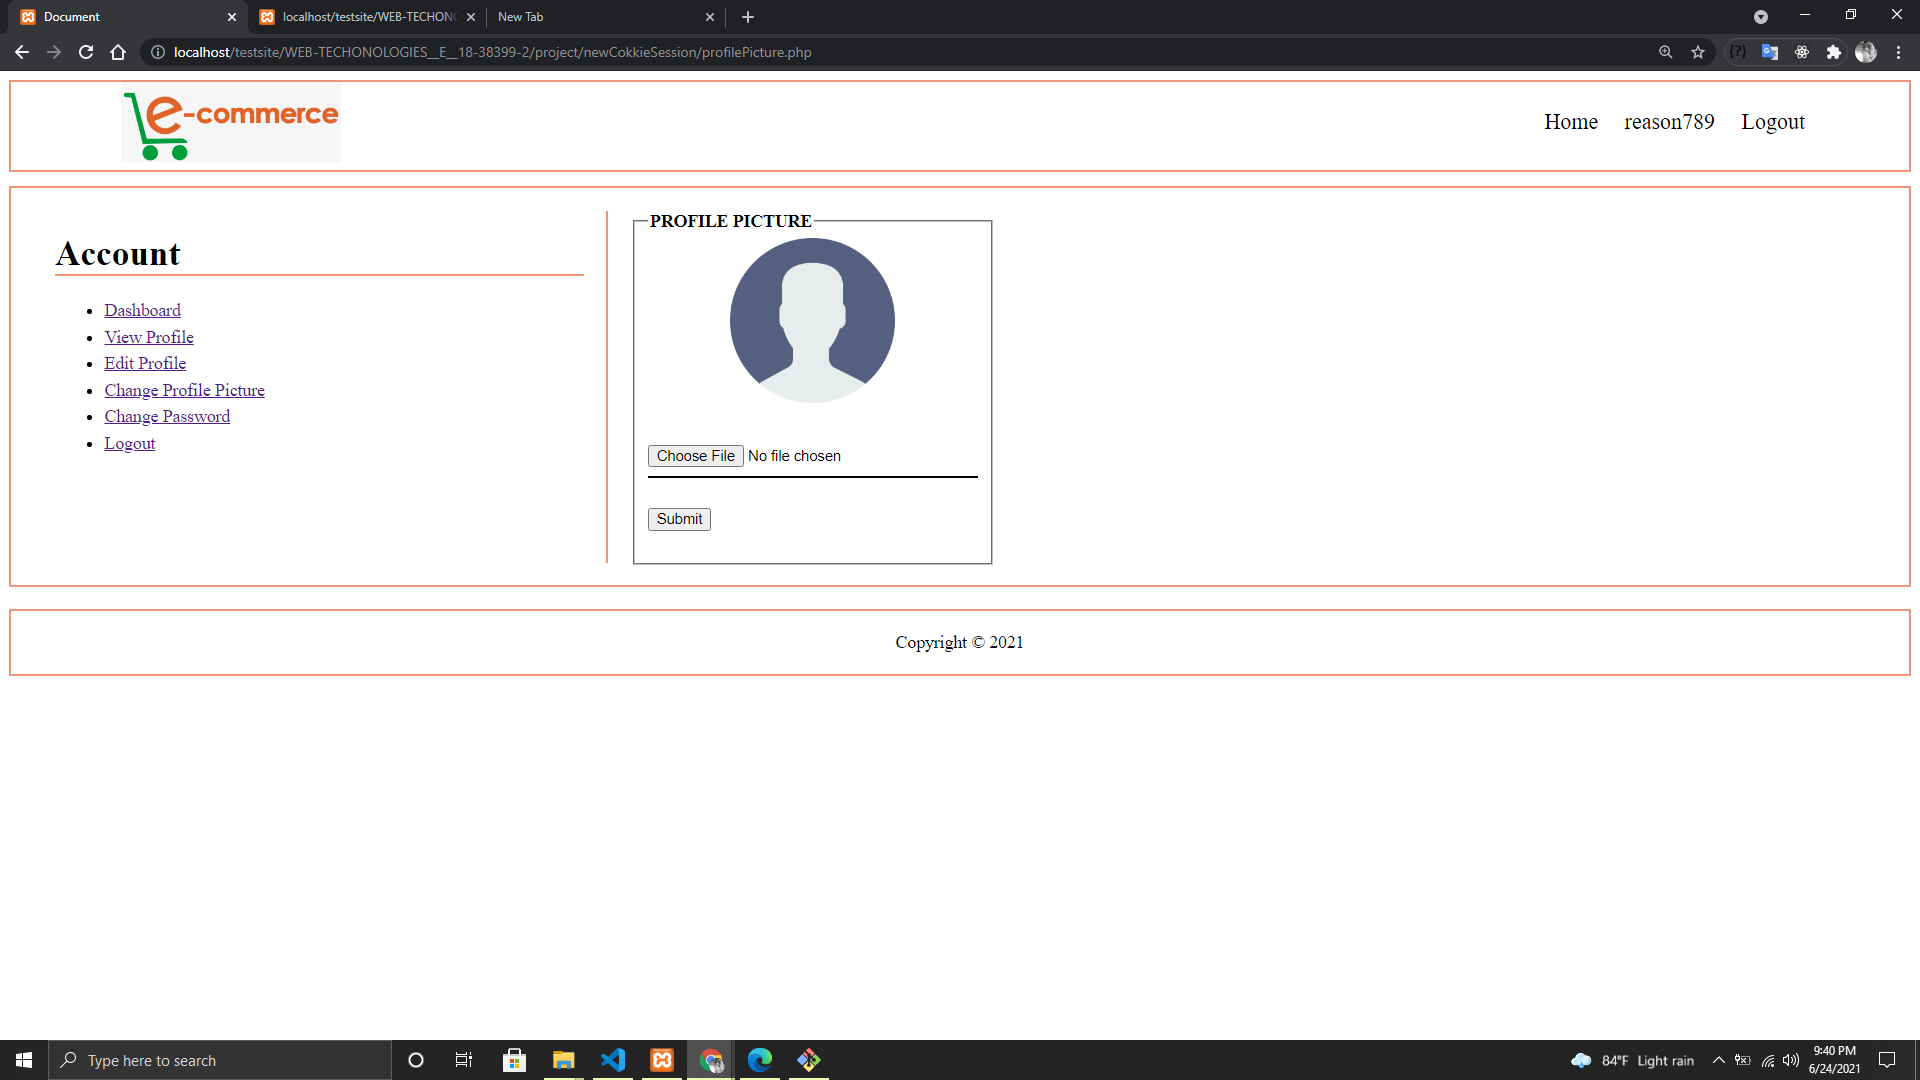 Document
localhost/testsite/WEB-TECHONO
New Tab
localhost/testsite/WEB-TECHONOLOGIES__E__18-38399-2/project/newCokkieSession/profilePicture.php
e-commerce
Home reason789 Logout
Account
Dashboard
View Profile
Edit Profile
Change Profile Picture
Change Password
Logout
PROFILE PICTURE
Choose File No file chosen
Submit
Copyright © 2021
Type here to search
84°F Light rain
9:40 PM
6/24/2021